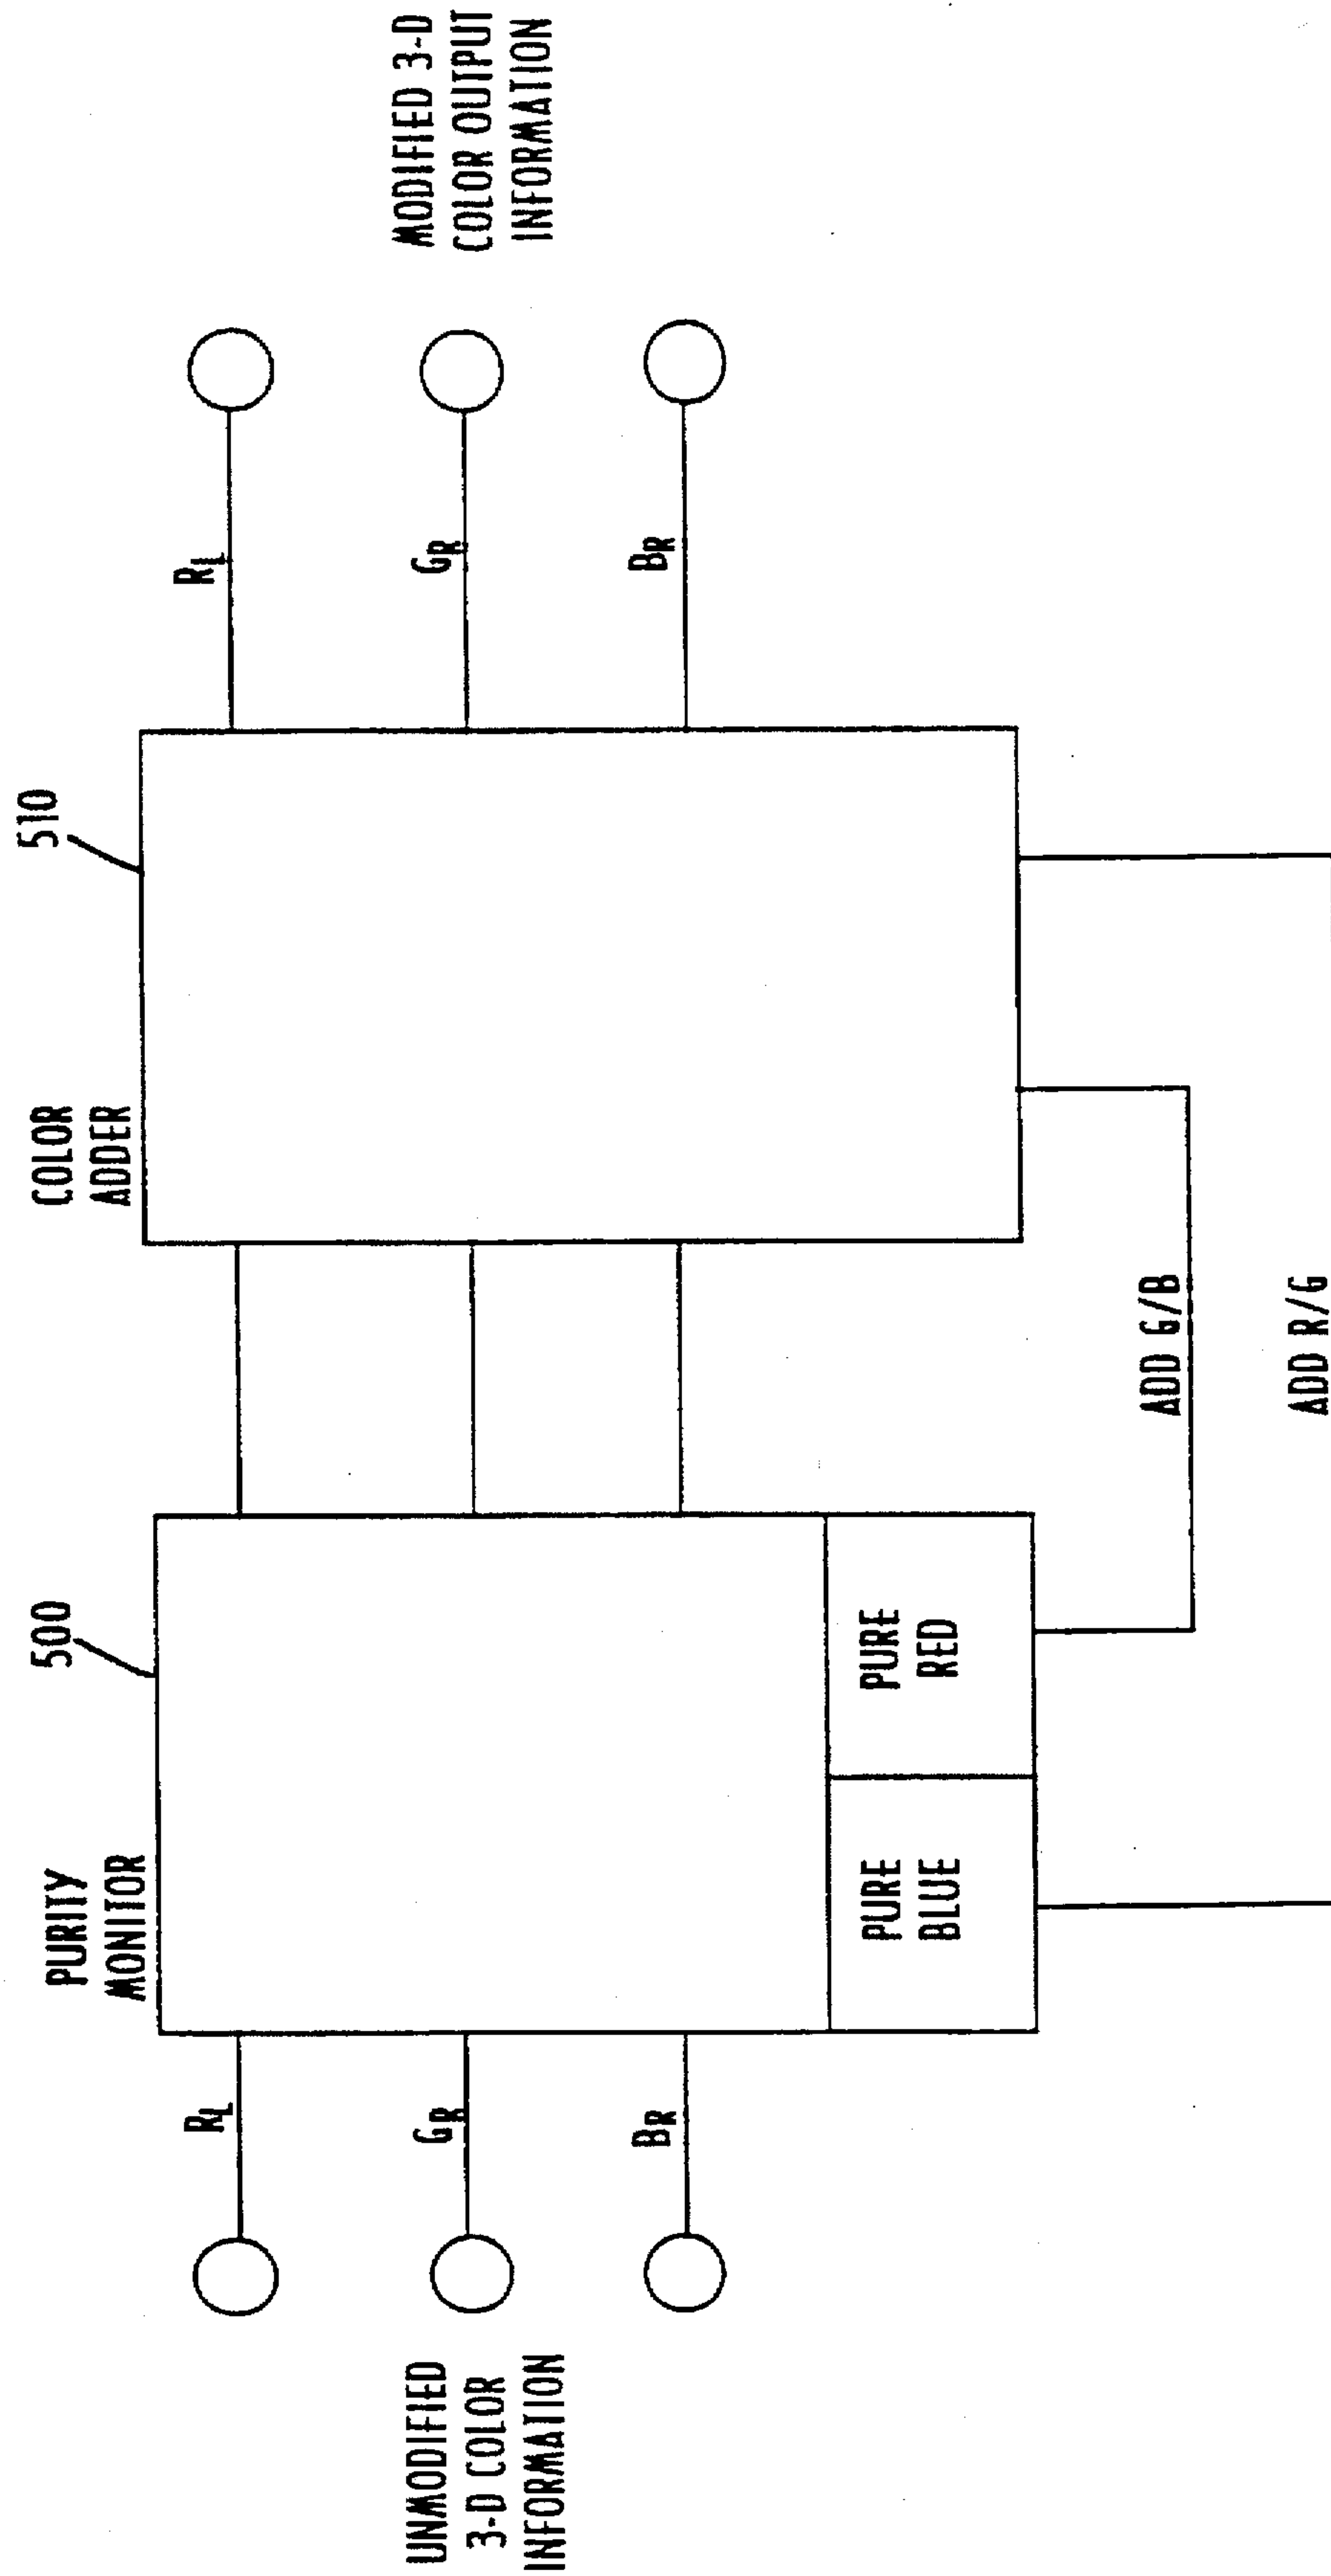 PURITY
MONITOR
500
COLOR
ADDER
510
UNMODIFIED
3-D COLOR
INFORMATION
RL
GR
BR
PURE
BLUE
PURE
RED
RL
GR
BR
MODIFIED 3-D
COLOR OUTPUT
INFORMATION
ADD G/B
ADD R/G